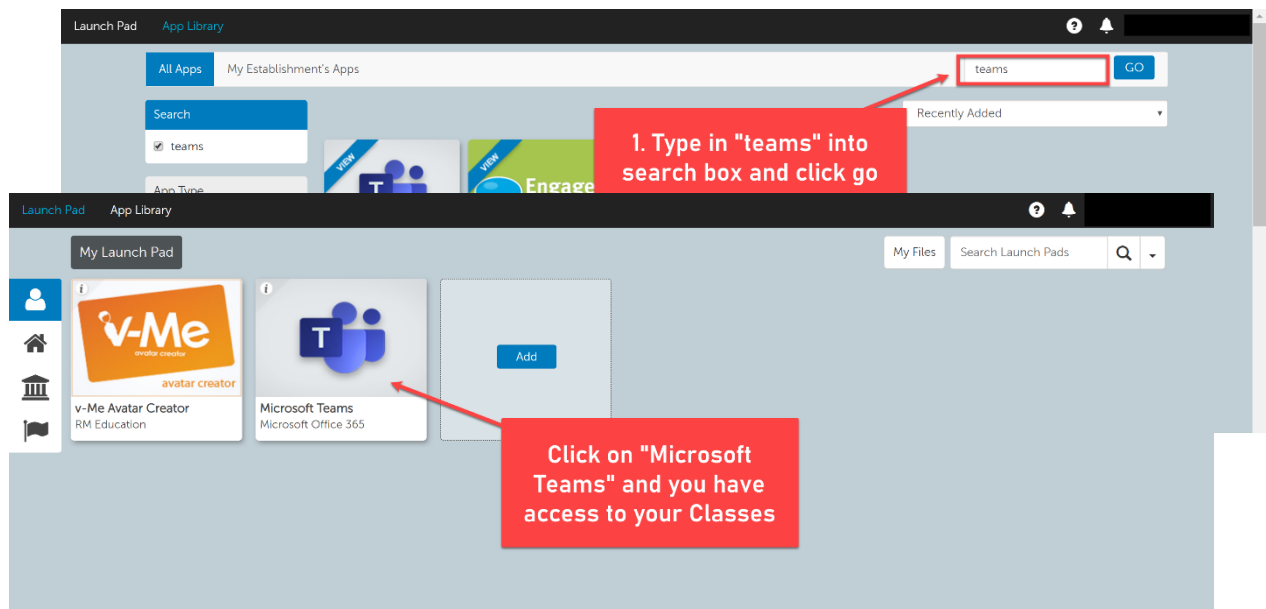 Launch Pad App Library
All Apps My Establishment's Apps teams GO
Search
Recently Added
teams
1. Type in "teams" into
search box and click go
VIEW
T
VIEW
Engage
App Type
Launch Pad App Library
My Launch Pad My Files Search Launch Pads
i
v-Me
avatar creator
avatar creator
v-Me Avatar Creator
RM Education
i
T
Microsoft Teams
Microsoft Office 365
Add
Click on "Microsoft
Teams" and you have
access to your Classes